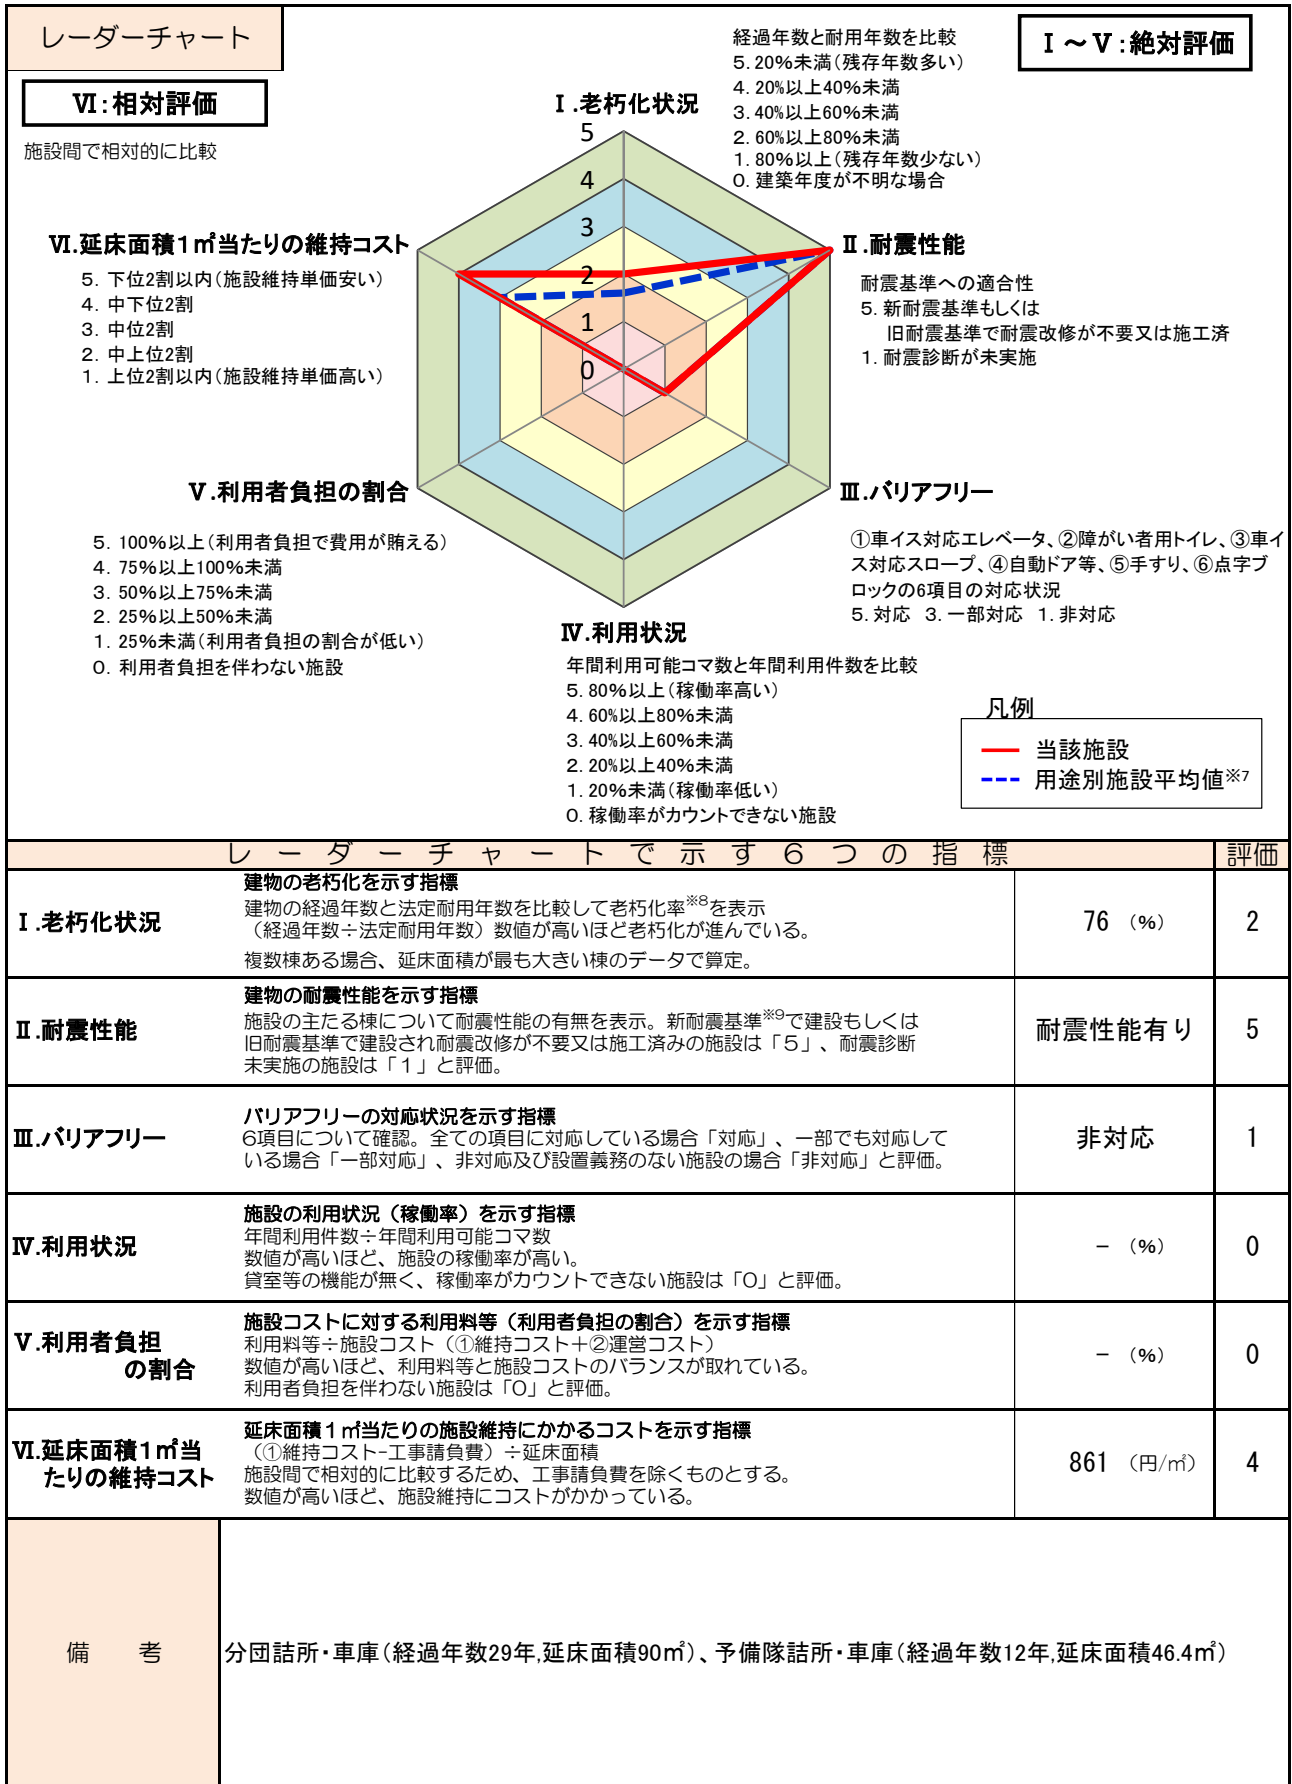 レーダーチャート
Ⅰ～Ⅴ:絶対評価
Ⅵ:相対評価
施設間で相対的に比較
Ⅰ.老朽化状況
経過年数と耐用年数を比較
5.20%未満(残存年数多い)
4.20%以上40%未満
3.40%以上60%未満
2.60%以上80%未満
1.80%以上(残存年数少ない)
0.建築年度が不明な場合
5
4
3
2
1
0
Ⅱ.耐震性能
耐震基準への適合性
5.新耐震基準もしくは
旧耐震基準で耐震改修が不要又は施工済
1.耐震診断が未実施
Ⅵ.延床面積1㎡当たりの維持コスト
5.下位2割以内(施設維持単価安い)
4.中下位2割
3.中位2割
2.中上位2割
1.上位2割以内(施設維持単価高い)
Ⅴ.利用者負担の割合
5.100%以上(利用者負担で費用が賄える)
4.75%以上100%未満
3.50%以上75%未満
2.25%以上50%未満
1.25%未満(利用者負担の割合が低い)
0.利用者負担を伴わない施設
Ⅲ.バリアフリー
①車イス対応エレベータ、②障がい者用トイレ、③車イ
ス対応スロープ、④自動ドア等、⑤手すり、⑥点字ブ
ロックの6項目の対応状況
5.対応 3.一部対応 1.非対応
Ⅳ.利用状況
年間利用可能コマ数と年間利用件数を比較
5.80%以上(稼働率高い)
4.60%以上80%未満
3.40%以上60%未満
2.20%以上40%未満
1.20%未満(稼働率低い)
0.稼働率がカウントできない施設
凡例
当該施設
用途別施設平均値※7
レーダーチャートで示す6つの指標 評価
Ⅰ.老朽化状況
建物の老朽化を示す指標
建物の経過年数と法定耐用年数を比較して老朽化率※8を表示
(経過年数÷法定耐用年数)数値が高いほど老朽化が進んでいる。
複数棟ある場合、延床面積が最も大きい棟のデータで算定。
76 (%) 2
Ⅱ.耐震性能
建物の耐震性能を示す指標
施設の主たる棟について耐震性能の有無を表示。新耐震基準※9で建設もしくは
旧耐震基準で建設され耐震改修が不要又は施工済みの施設は「5」、耐震診断
未実施の施設は「1」と評価。
耐震性能有り 5
Ⅲ.バリアフリー
バリアフリーの対応状況を示す指標
6項目について確認。全ての項目に対応している場合「対応」、一部でも対応して
いる場合「一部対応」、非対応及び設置義務のない施設の場合「非対応」と評価。
非対応 1
Ⅳ.利用状況
施設の利用状況(稼働率)を示す指標
年間利用件数÷年間利用可能コマ数
数値が高いほど、施設の稼働率が高い。
貸室等の機能が無く、稼働率がカウントできない施設は「0」と評価。
- (%) 0
Ⅴ.利用者負担
の割合
施設コストに対する利用料等(利用者負担の割合)を示す指標
利用料等÷施設コスト(①維持コスト+②運営コスト)
数値が高いほど、利用料等と施設コストのバランスが取れている。
利用者負担を伴わない施設は「0」と評価。
- (%) 0
Ⅵ.延床面積1㎡当
たりの維持コスト
延床面積1㎡当たりの施設維持にかかるコストを示す指標
(①維持コスト-工事請負費)÷延床面積
施設間で相対的に比較するため、工事請負費を除くものとする。
数値が高いほど、施設維持にコストがかかっている。
861 (円/㎡) 4
備 考
分団詰所・車庫(経過年数29年,延床面積90㎡)、予備隊詰所・車庫(経過年数12年,延床面積46.4㎡)